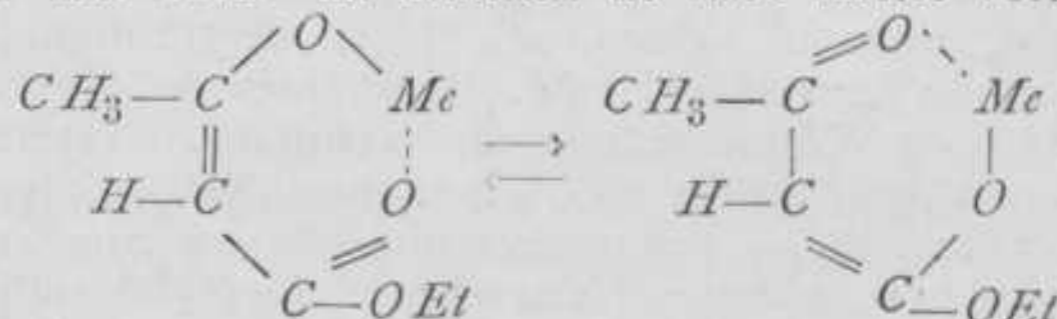 O O
CH₃—C Me ⇌ CH₃—C Me
H—C O H—C O
C—OEt C—OEt